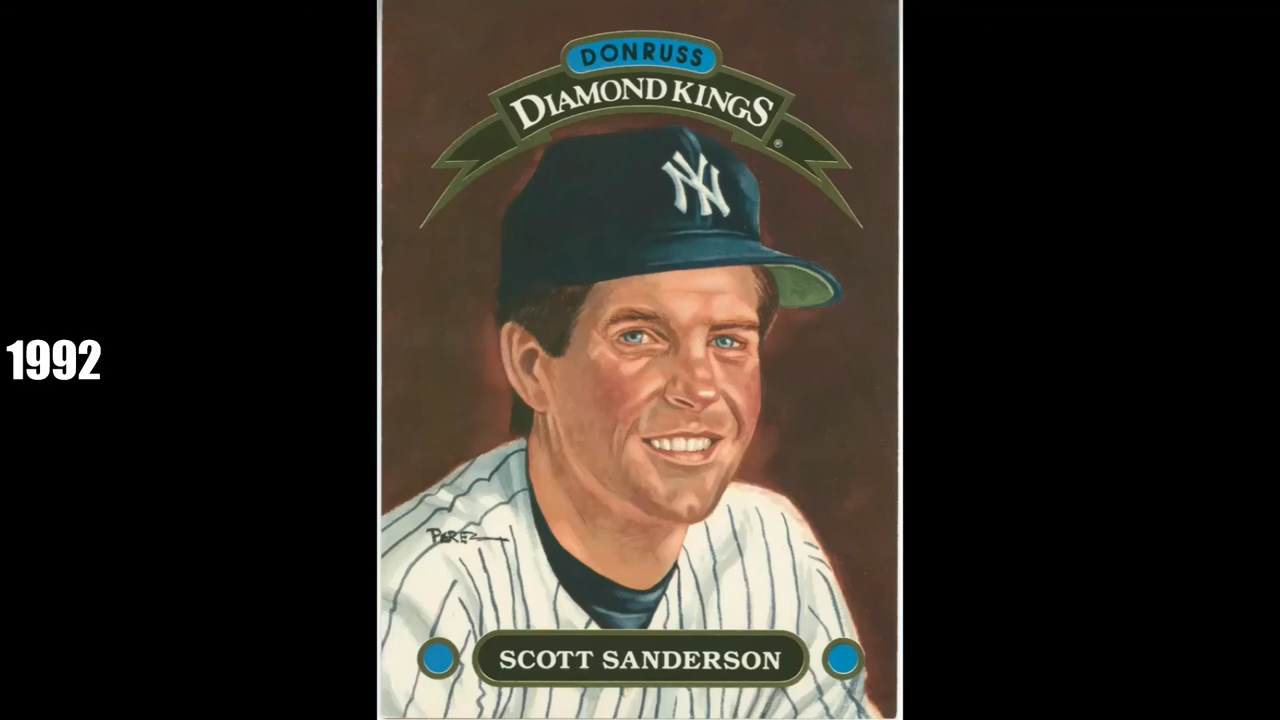 DONRUSS
DIAMOND KINGS
®
NY
1992
PEREZ
SCOTT SANDERSON